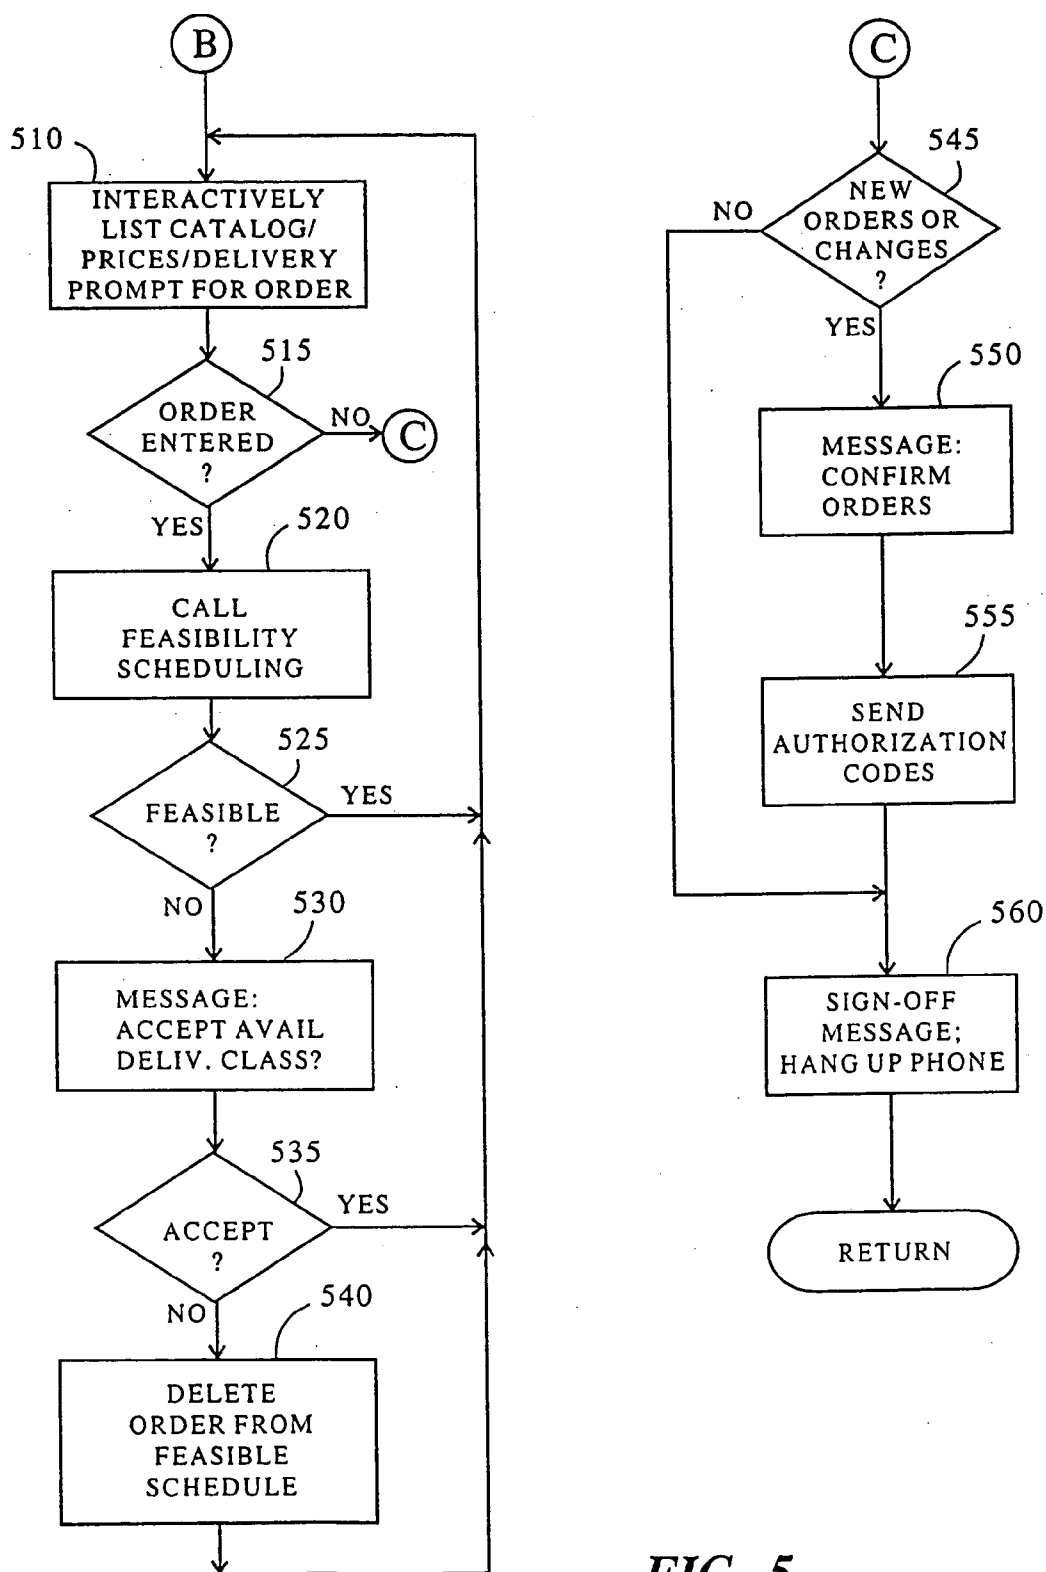 B
510
INTERACTIVELY
LIST CATALOG/
PRICES/DELIVERY
PROMPT FOR ORDER
515
ORDER
ENTERED
?
NO
C
YES
520
CALL
FEASIBILITY
SCHEDULING
525
FEASIBLE
?
YES
NO
530
MESSAGE:
ACCEPT AVAIL
DELIV. CLASS?
535
ACCEPT
?
YES
NO
540
DELETE
ORDER FROM
FEASIBLE
SCHEDULE
C
545
NEW
ORDERS OR
CHANGES
?
NO
YES
550
MESSAGE:
CONFIRM
ORDERS
555
SEND
AUTHORIZATION
CODES
560
SIGN-OFF
MESSAGE;
HANG UP PHONE
RETURN
FIG. 5